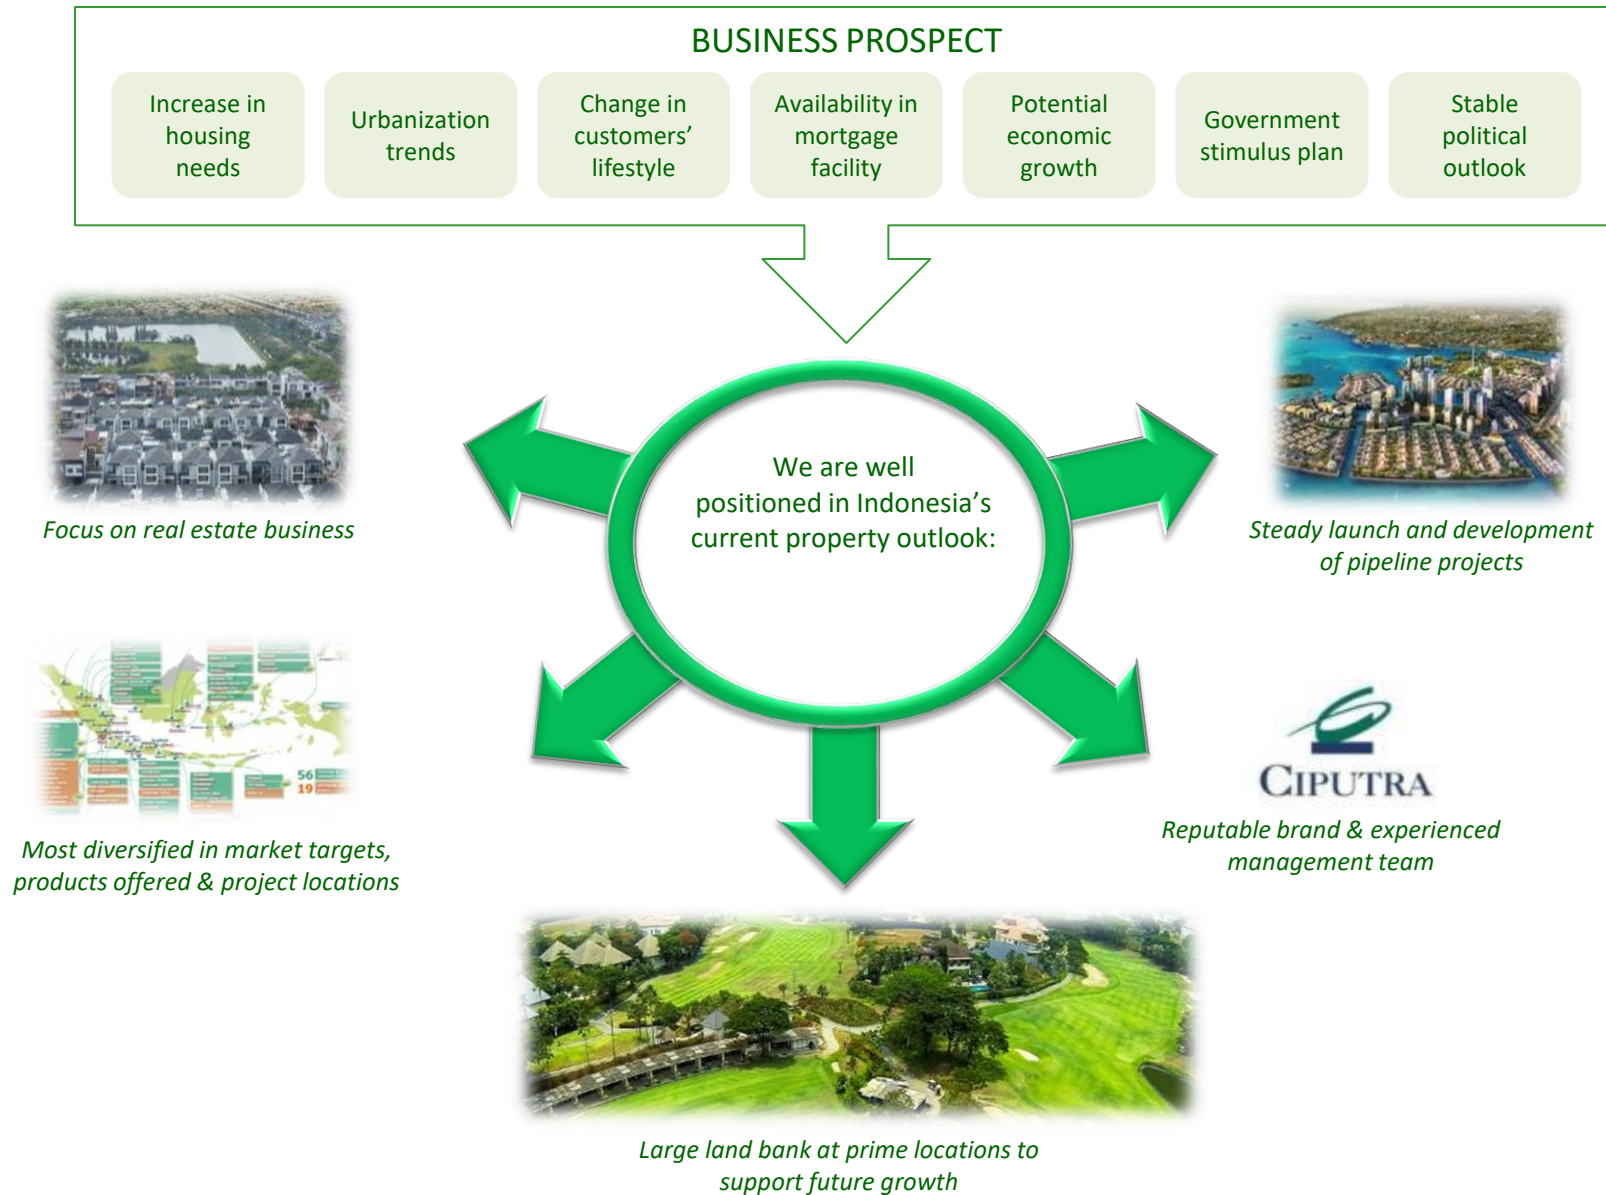 BUSINESS PROSPECT
Increase in
housing
needs
Urbanization
trends
Change in
customers’
lifestyle
Availability in
mortgage
facility
Potential
economic
growth
Government
stimulus plan
Stable
political
outlook
We are well
positioned in Indonesia’s
current property outlook:
Focus on real estate business
Steady launch and development
of pipeline projects
56
19
Most diversified in market targets,
products offered & project locations
CIPUTRA
Reputable brand & experienced
management team
Large land bank at prime locations to
support future growth